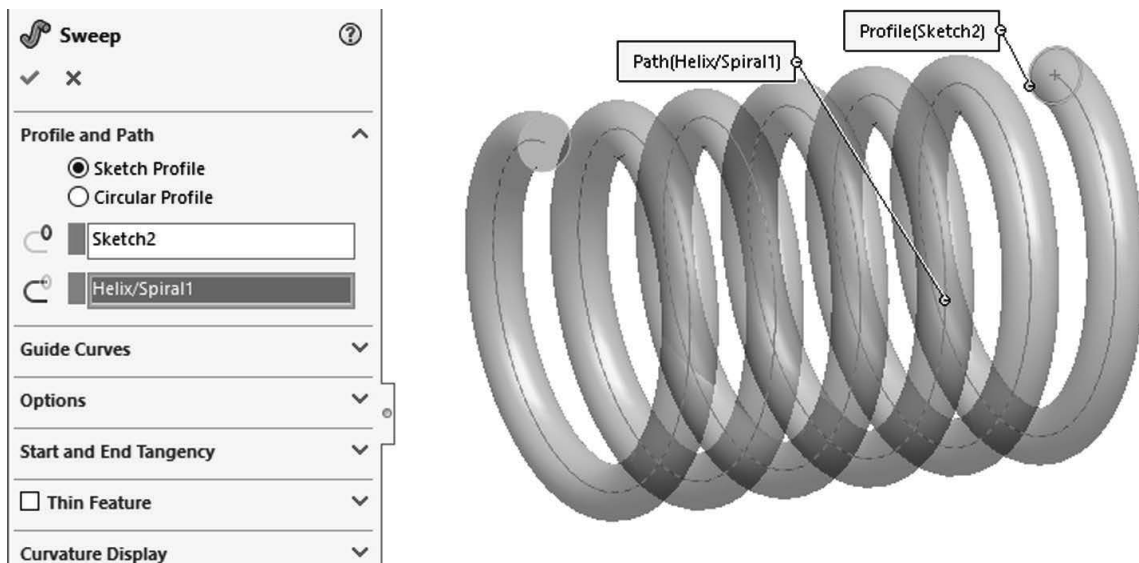 Sweep
Profile and Path
Sketch Profile
Circular Profile
Sketch2
Helix/Spiral1
Guide Curves
Options
Start and End Tangency
Thin Feature
Curvature Display
Profile(Sketch2)
Path(Helix/Spiral1)